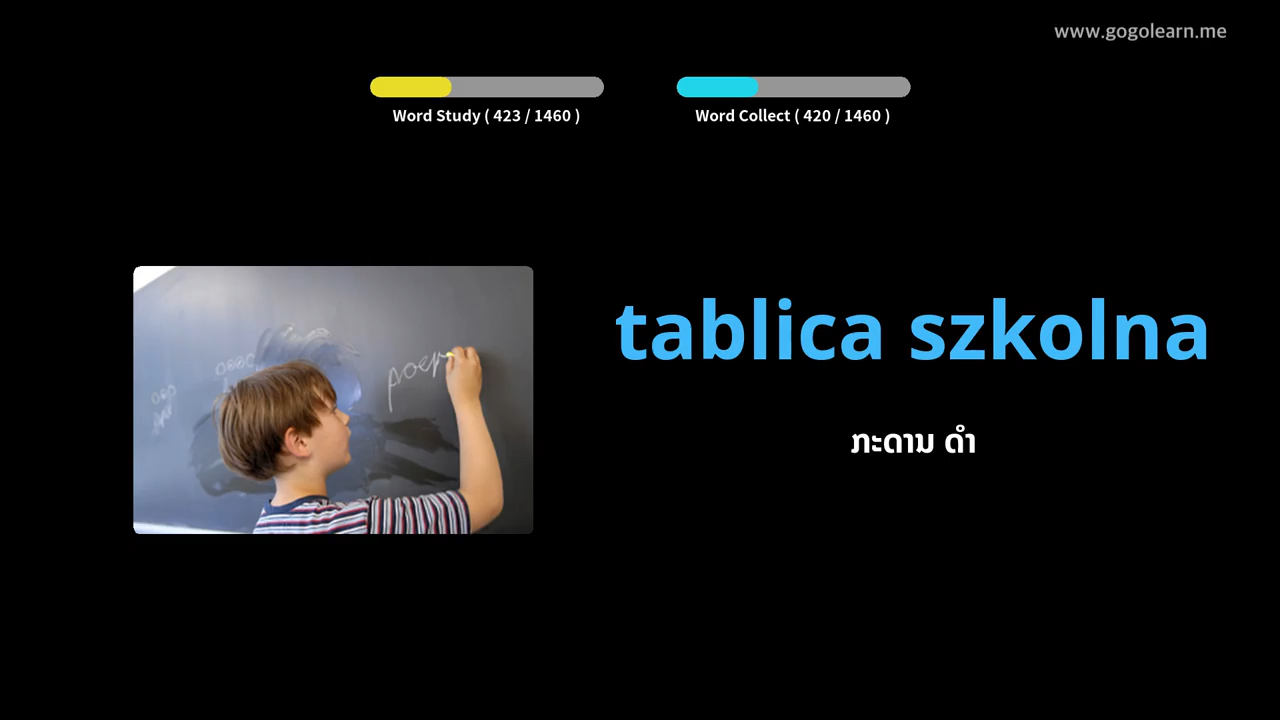 www.gogolearn.me
Word Study ( 423 / 1460 )
Word Collect ( 420 / 1460 )
tablica szkolna
ກະດານ ດຳ